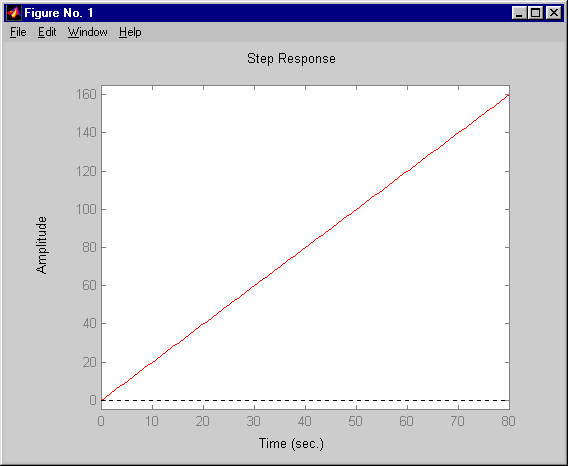 Figure No. 1
File Edit Window Help
Step Response
160
140
120
100
80
60
40
20
0
Amplitude
0 10 20 30 40 50 60 70 80
Time (sec.)